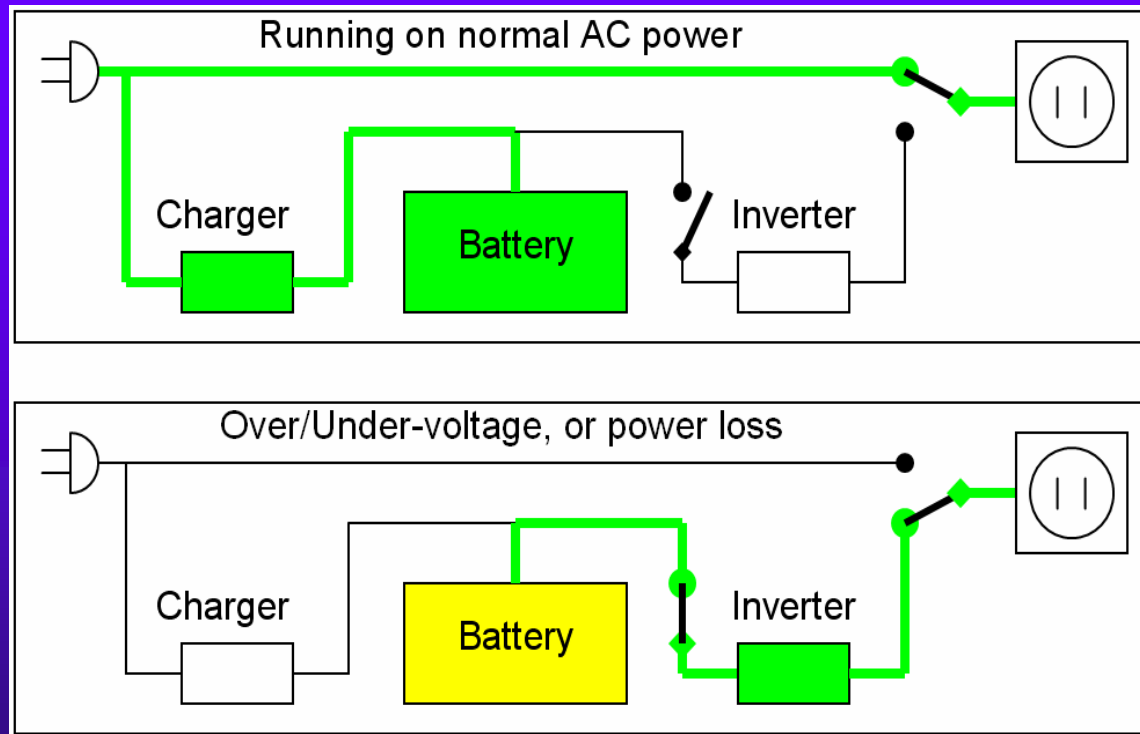 Running on normal AC power
Charger
Battery
Inverter
Over/Under-voltage, or power loss
Charger
Battery
Inverter